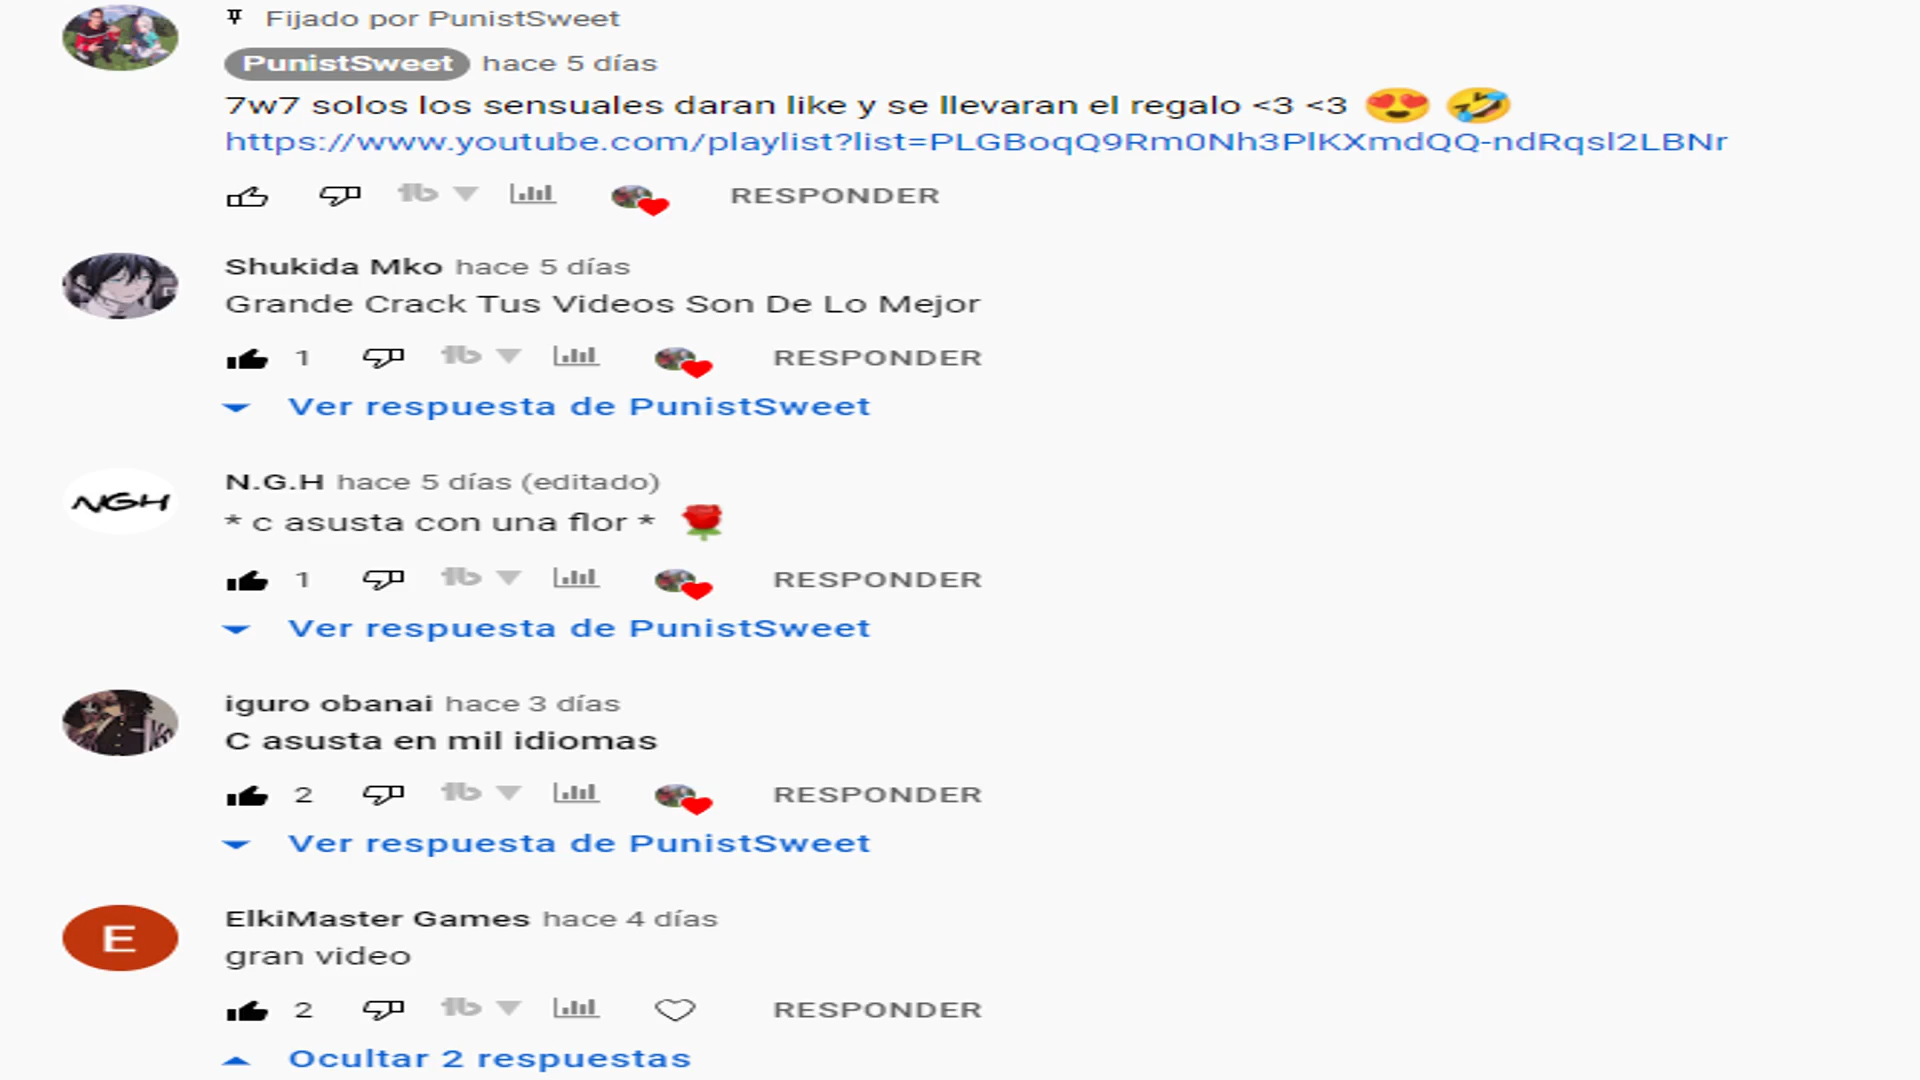 Fijado por PunistSweet
PunistSweet hace 5 días
7w7 solos los sensuales daran like y se llevaran el regalo <3 <3 😍 🤣
https://www.youtube.com/playlist?list=PLGBoqQ9Rm0Nh3PlKXmdQQ-ndRqsl2LBNr
RESPONDER
Shukida Mko hace 5 días
Grande Crack Tus Videos Son De Lo Mejor
1 RESPONDER
Ver respuesta de PunistSweet
NGH
N.G.H hace 5 días (editado)
* c asusta con una flor * 🌹
1 RESPONDER
Ver respuesta de PunistSweet
iguro obanai hace 3 días
C asusta en mil idiomas
2 RESPONDER
Ver respuesta de PunistSweet
E
ElkiMaster Games hace 4 días
gran video
2 RESPONDER
Ocultar 2 respuestas